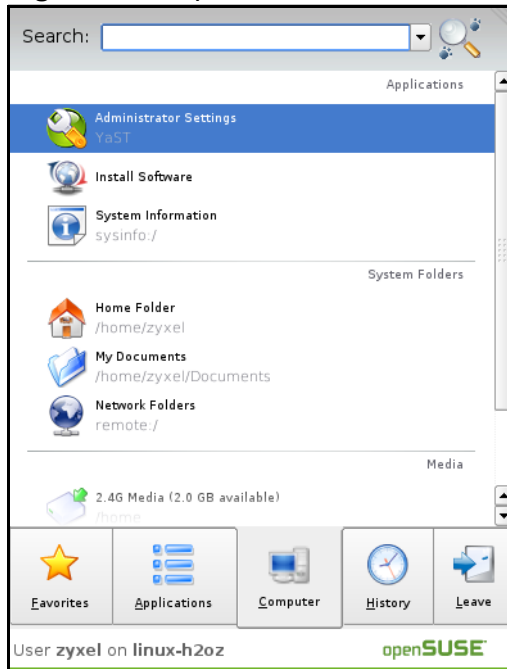 Search:
Applications
Administrator Settings
YaST
Install Software
System Information
sysinfo:/
System Folders
Home Folder
/home/zyxel
My Documents
/home/zyxel/Documents
Network Folders
remote:/
Media
2.4G Media (2.0 GB available)
/home
Favorites
Applications
Computer
History
Leave
User zyxel on linux-h2oz
openSUSE